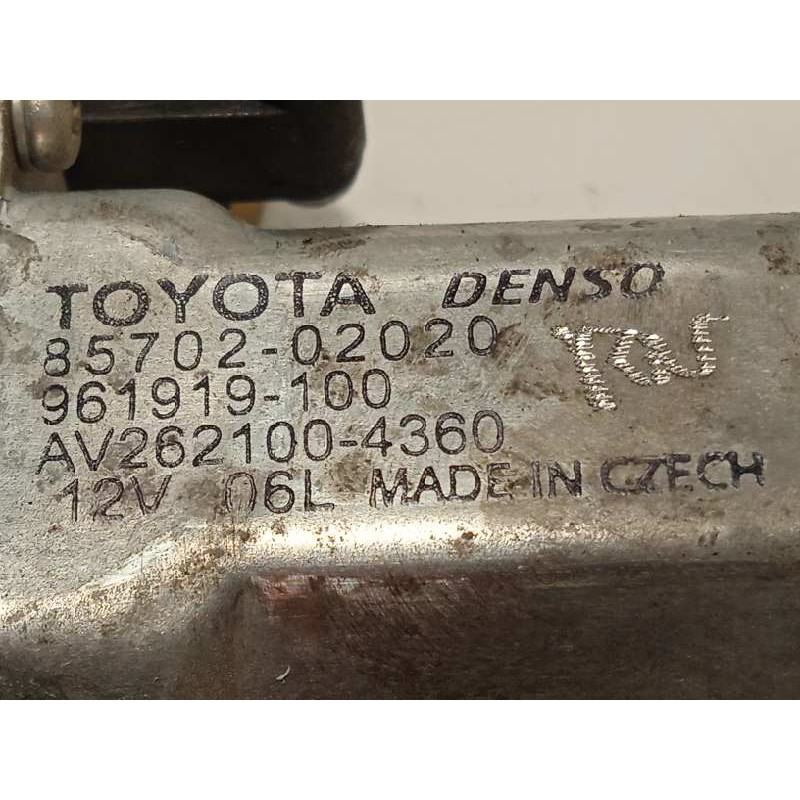 TOYOTA DENSO
85702-02020
961919-100
AV262100-4360
12V 06L MADE IN CZECH